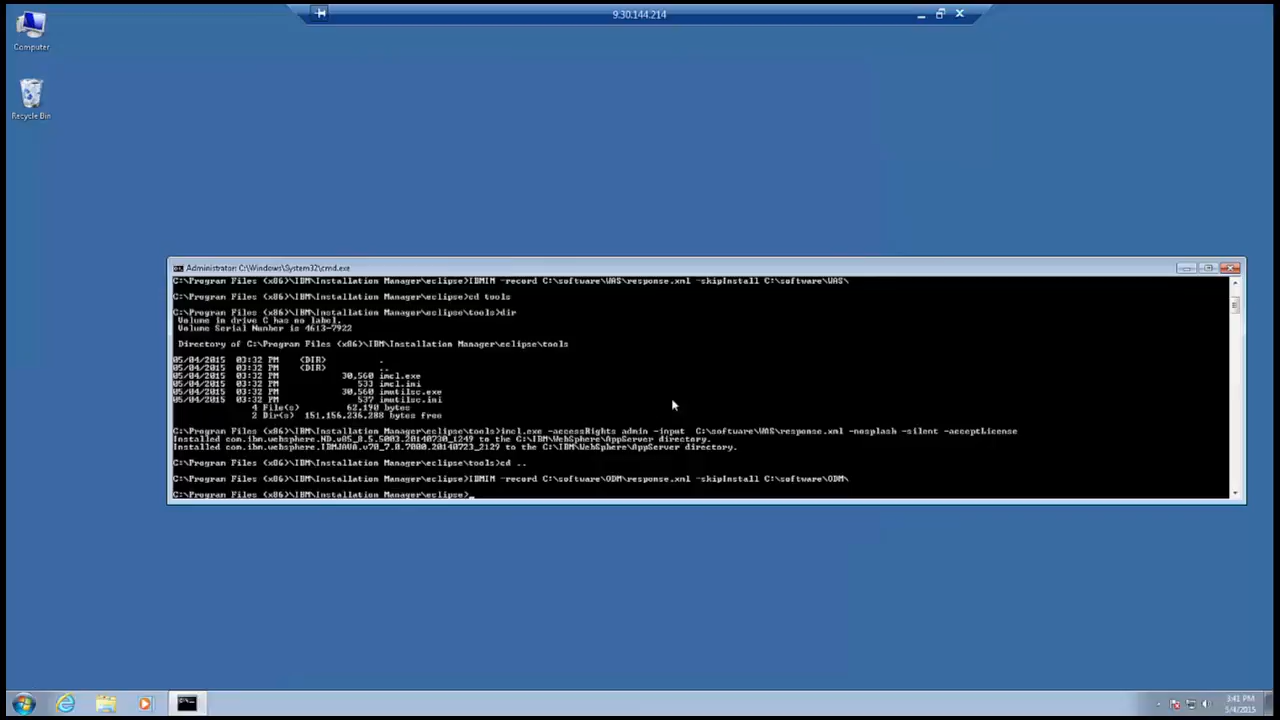 9.30.144.214
Computer
Recycle Bin
Administrator: C:\Windows\System32\cmd.exe
C:\Program Files (x86)\IBM\Installation Manager\eclipse>IBMIM -record C:\software\WAS\response.xml -skipInstall C:\software\WAS\
C:\Program Files (x86)\IBM\Installation Manager\eclipse>cd tools
C:\Program Files (x86)\IBM\Installation Manager\eclipse\tools>dir
Volume in drive C has no label.
Volume Serial Number is 4613-7922
Directory of C:\Program Files (x86)\IBM\Installation Manager\eclipse\tools
05/04/2015 03:32 PM <DIR> .
05/04/2015 03:32 PM <DIR> ..
05/04/2015 03:32 PM 30,560 imcl.exe
05/04/2015 03:32 PM 533 imcl.ini
05/04/2015 03:32 PM 30,560 imutilsc.exe
05/04/2015 03:32 PM 537 imutilsc.ini
4 File(s) 62,190 bytes
2 Dir(s) 151,156,236,288 bytes free
C:\Program Files (x86)\IBM\Installation Manager\eclipse\tools>imcl.exe -accessRights admin -input C:\software\WAS\response.xml -nosplash -silent -acceptLicense
Installed com.ibm.websphere.ND.v85_8.5.5003.20140730_1249 to the C:\IBM\WebSphere\AppServer directory.
Installed com.ibm.websphere.IBMJAVA.v70_7.0.7000.20140723_2129 to the C:\IBM\WebSphere\AppServer directory.
C:\Program Files (x86)\IBM\Installation Manager\eclipse\tools>cd ..
C:\Program Files (x86)\IBM\Installation Manager\eclipse>IBMIM -record C:\software\ODM\response.xml -skipInstall C:\software\ODM\
C:\Program Files (x86)\IBM\Installation Manager\eclipse>_
3:41 PM
5/4/2015